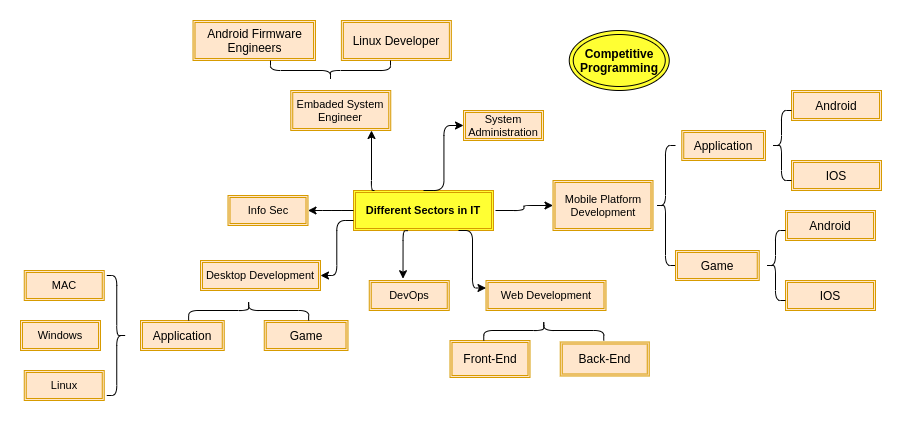 Android Firmware
Engineers
Linux Developer
Competitive
Programming
Embaded System
Engineer
System
Administration
Android
Application
IOS
Info Sec
Different Sectors in IT
Mobile Platform
Development
Android
Game
IOS
Desktop Development
DevOps
Web Development
MAC
Windows
Linux
Application
Game
Front-End
Back-End